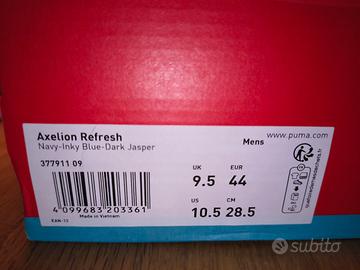 Axelion Refresh
Navy-Inky Blue-Dark Jasper
377911 09
Mens
www.puma.com
UK EUR
9.5 44
US CM
10.5 28.5
4 099683 203361
EAN-13
Made in Vietnam
subito